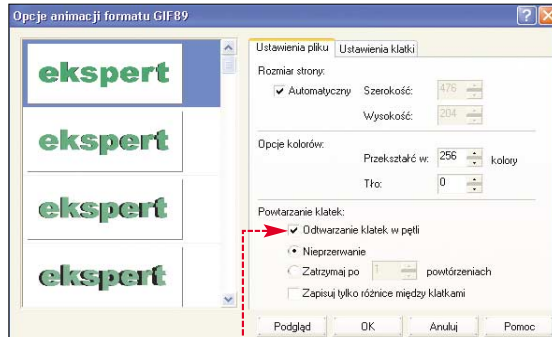 Opcje animacji formatu GIF89
ekspert
ekspert
ekspert
ekspert
Ustawienia pliku Ustawienia klatki
Rozmiar strony:
Automatyczny Szerokość: 476
Wysokość: 204
Opcje kolorów:
Przekształć w: 256 kolory
Tło: 0
Powtarzanie klatek:
Odtwarzanie klatek w pętli
Nieprzerwanie
Zatrzymaj po 1 powtórzeniach
Zapisuj tylko różnice między klatkami
Podgląd OK Anuluj Pomoc